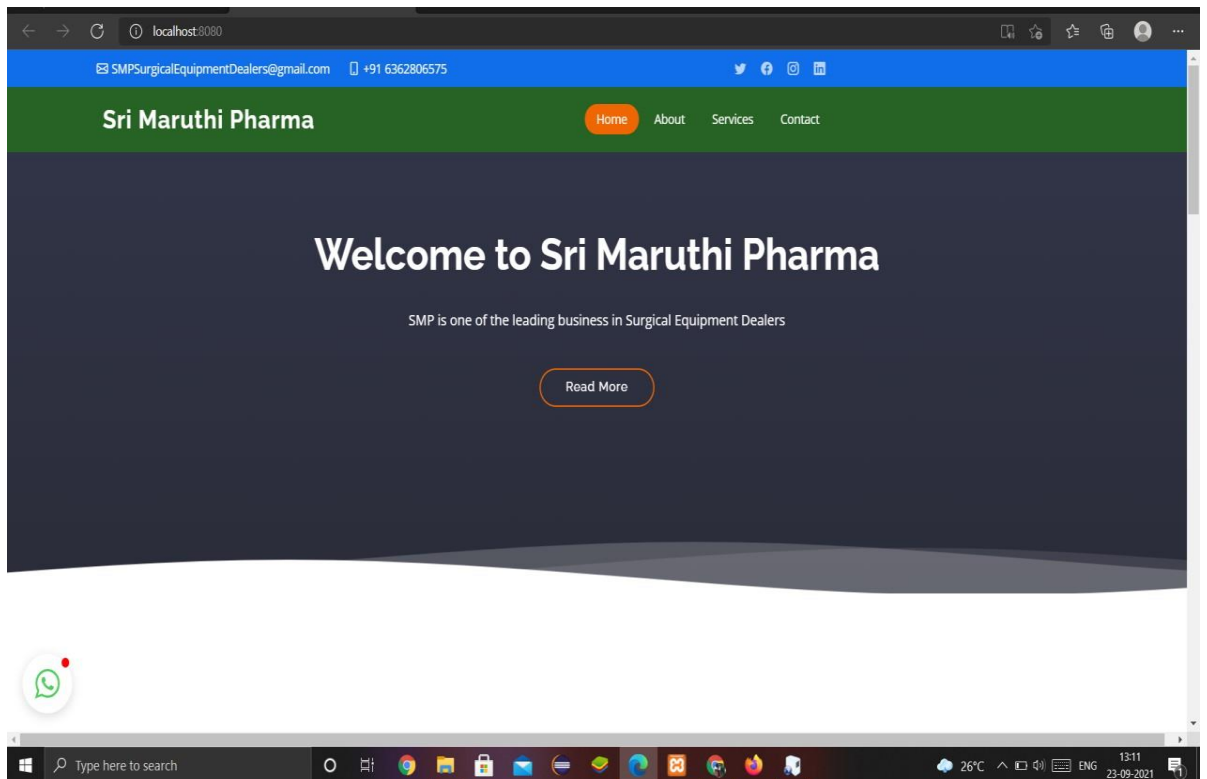 localhost:8080
SMPSurgicalEquipmentDealers@gmail.com +91 6362806575
Sri Maruthi Pharma Home About Services Contact
Welcome to Sri Maruthi Pharma
SMP is one of the leading business in Surgical Equipment Dealers
Read More
Type here to search 26°C ENG 13:11
23-09-2021